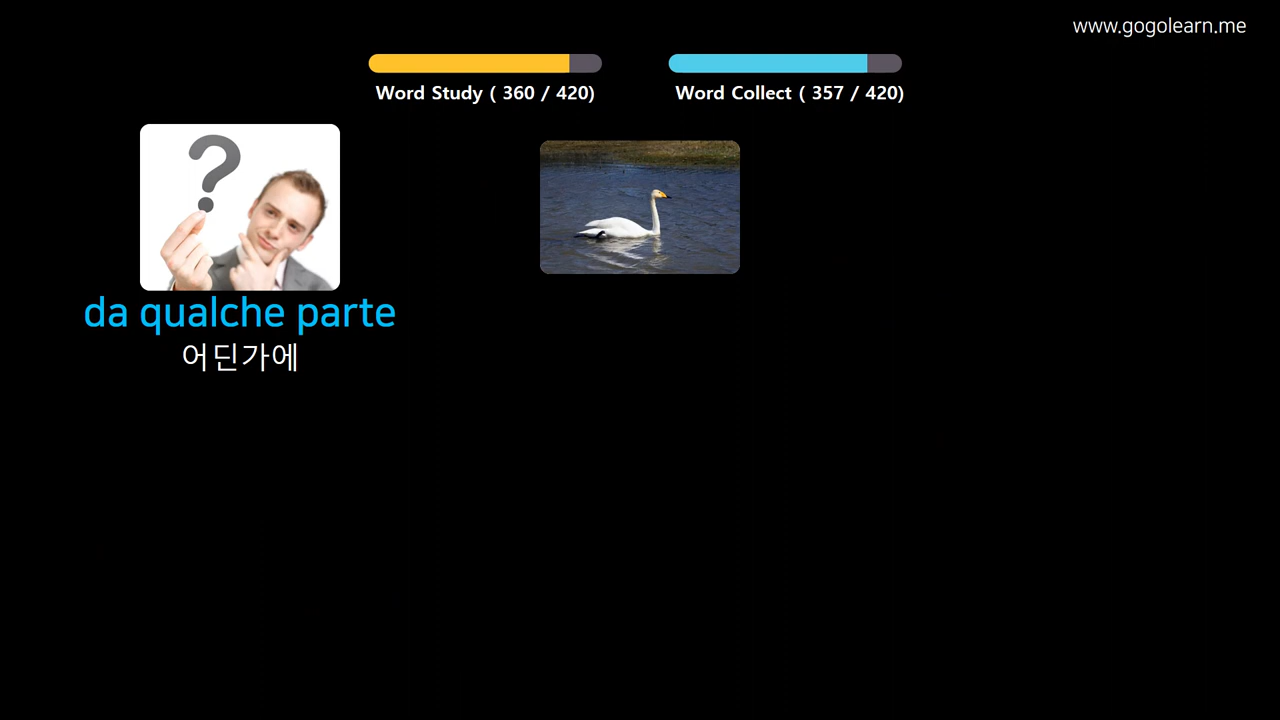 www.gogolearn.me
Word Study ( 360 / 420)
Word Collect ( 357 / 420)
?
da qualche parte
어딘가에